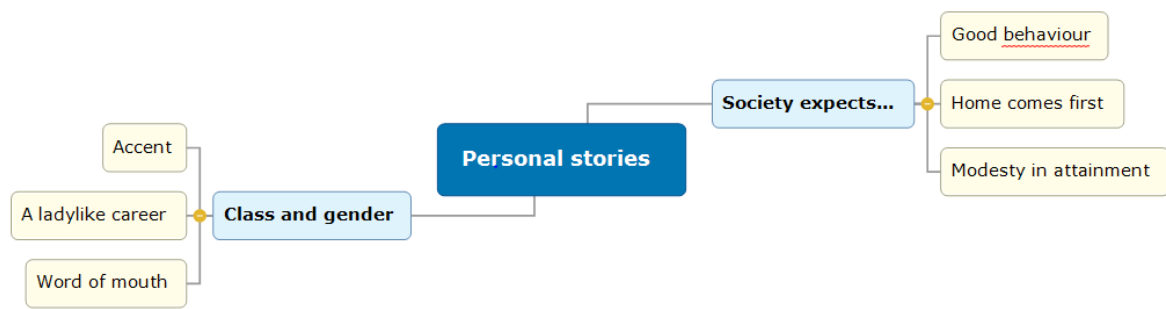 Good behaviour
Society expects...
Home comes first
Modesty in attainment
Personal stories
Accent
A ladylike career
Class and gender
Word of mouth